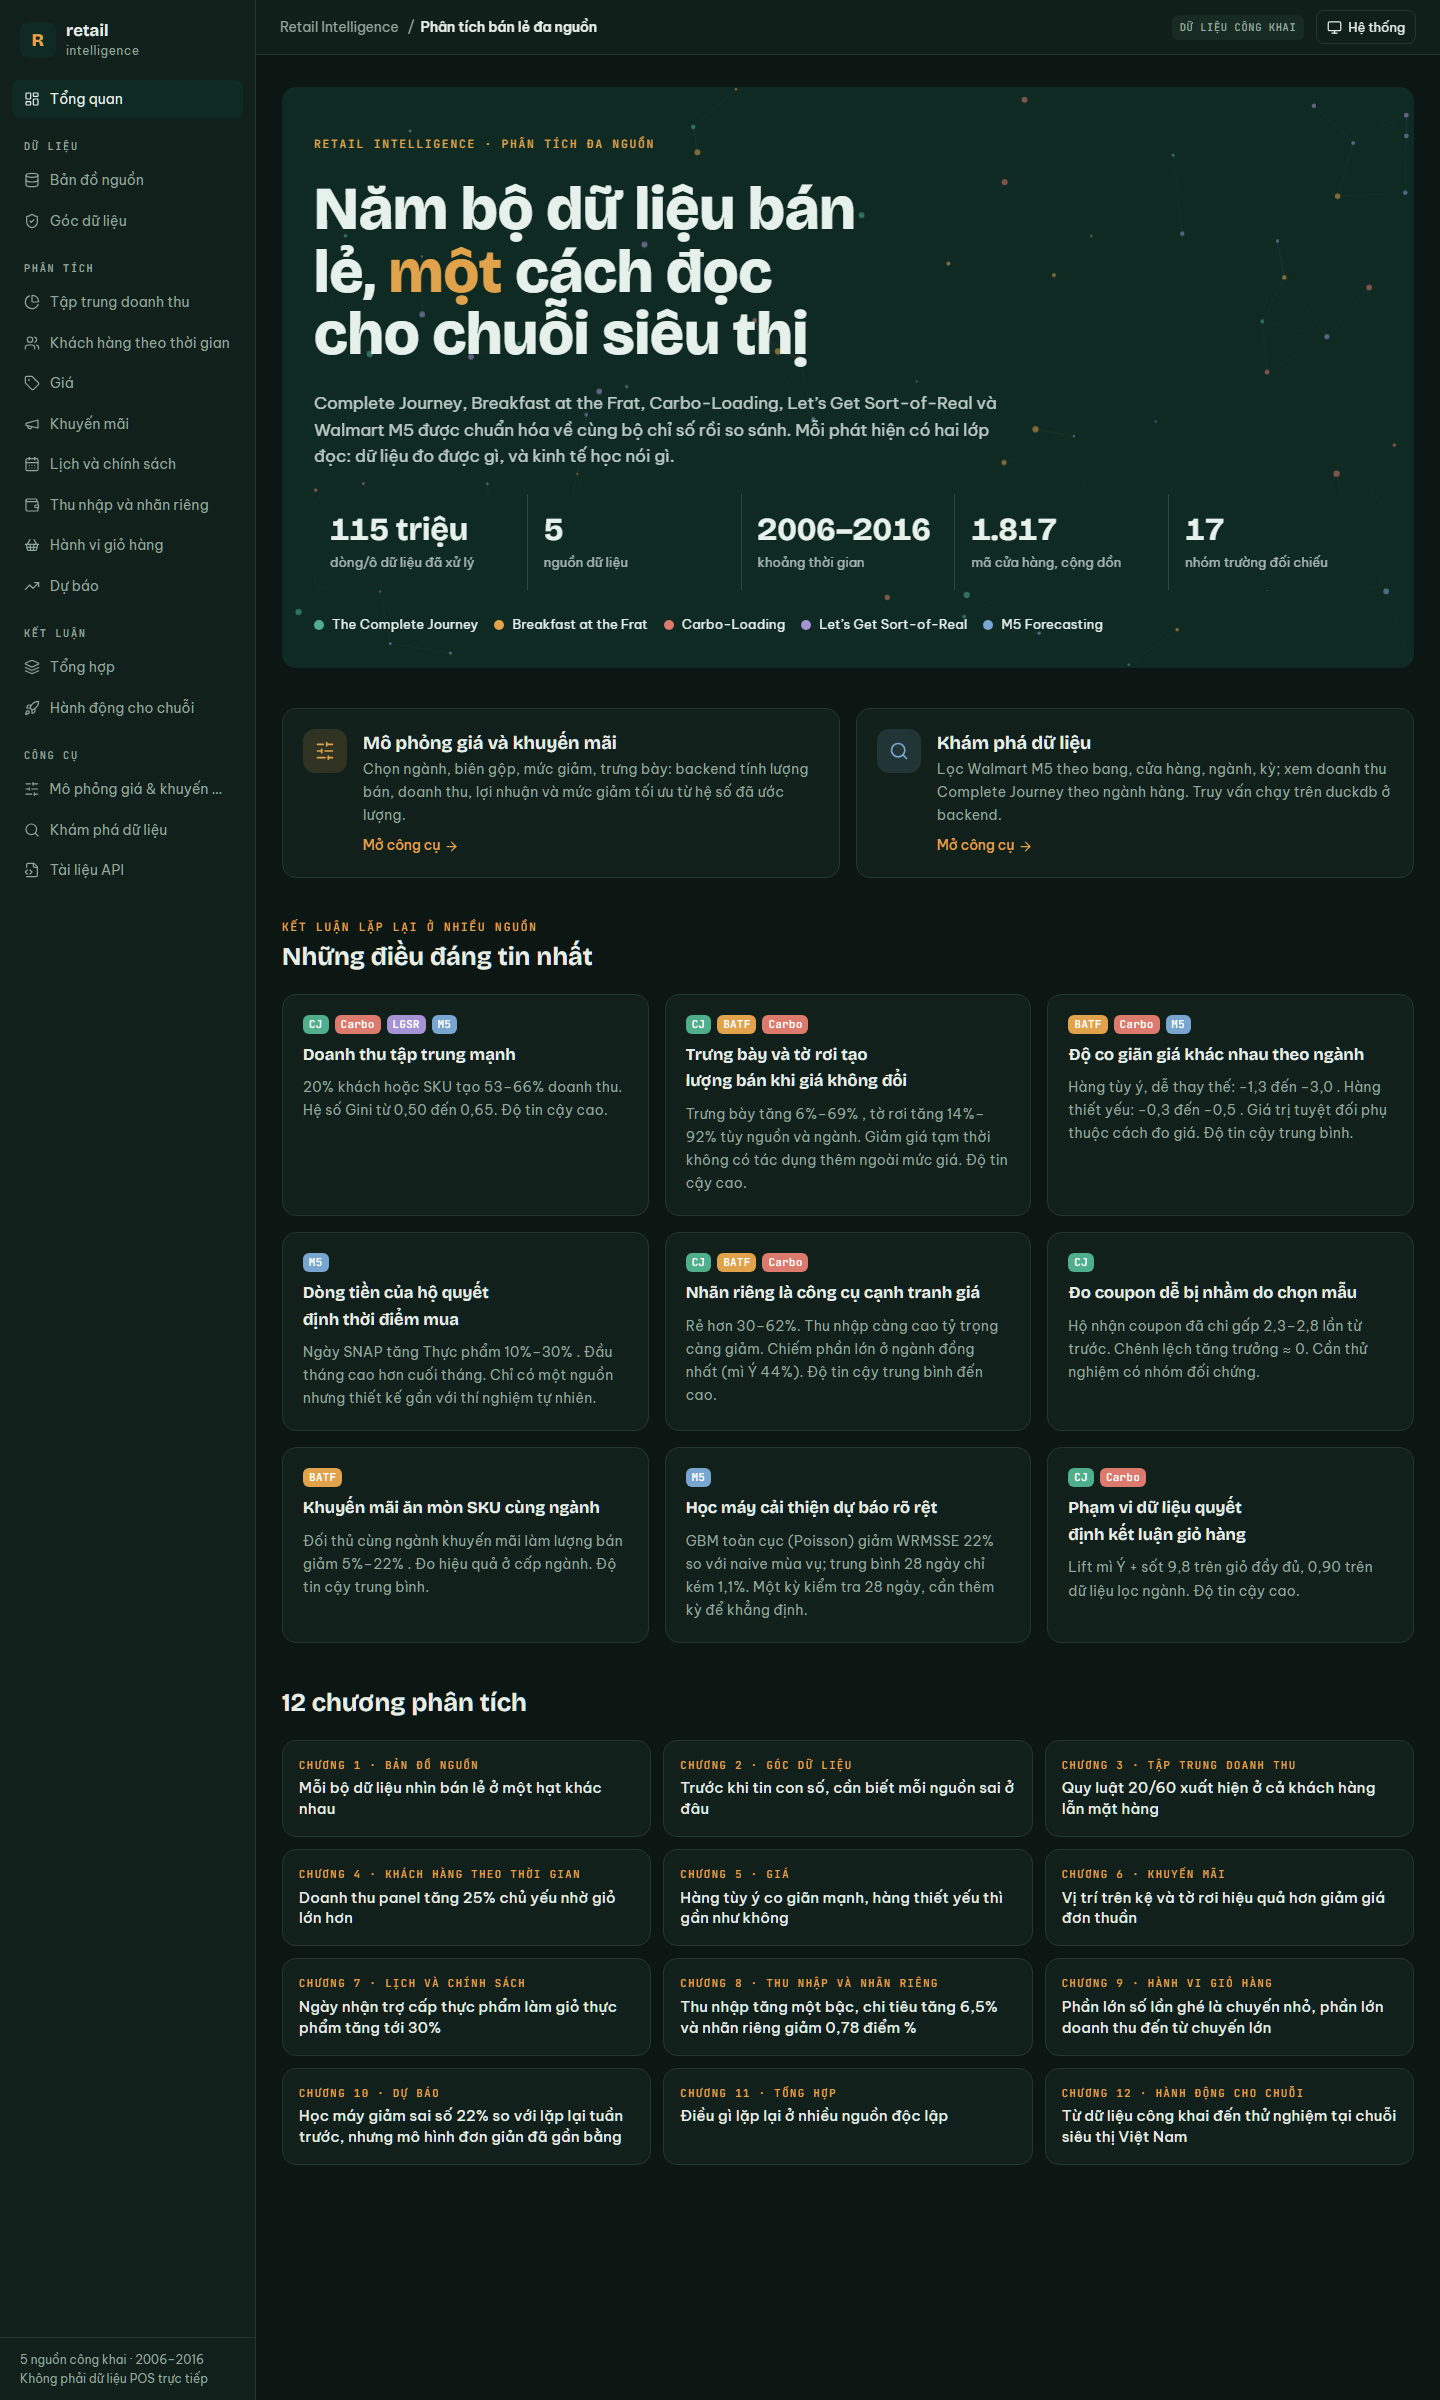 R
retail
intelligence
Tổng quan
DỮ LIỆU
Bản đồ nguồn
Góc dữ liệu
PHÂN TÍCH
Tập trung doanh thu
Khách hàng theo thời gian
Giá
Khuyến mãi
Lịch và chính sách
Thu nhập và nhãn riêng
Hành vi giỏ hàng
Dự báo
KẾT LUẬN
Tổng hợp
Hành động cho chuỗi
CÔNG CỤ
Mô phỏng giá & khuyến ...
Khám phá dữ liệu
Tài liệu API
5 nguồn công khai · 2006–2016
Không phải dữ liệu POS trực tiếp
Retail Intelligence / Phân tích bán lẻ đa nguồn
DỮ LIỆU CÔNG KHAI
Hệ thống
RETAIL INTELLIGENCE · PHÂN TÍCH ĐA NGUỒN
Năm bộ dữ liệu bán
lẻ, một cách đọc
cho chuỗi siêu thị
Complete Journey, Breakfast at the Frat, Carbo-Loading, Let's Get Sort-of-Real và
Walmart M5 được chuẩn hóa về cùng bộ chỉ số rồi so sánh. Mỗi phát hiện có hai lớp
đọc: dữ liệu đo được gì, và kinh tế học nói gì.
115 triệu
dòng/ô dữ liệu đã xử lý
5
nguồn dữ liệu
2006–2016
khoảng thời gian
1.817
mã cửa hàng, cộng dồn
17
nhóm trường đối chiếu
The Complete Journey
Breakfast at the Frat
Carbo-Loading
Let's Get Sort-of-Real
M5 Forecasting
Mô phỏng giá và khuyến mãi
Chọn ngành, biên gộp, mức giảm, trưng bày: backend tính lượng
bán, doanh thu, lợi nhuận và mức giảm tối ưu từ hệ số đã ước
lượng.
Mở công cụ →
Khám phá dữ liệu
Lọc Walmart M5 theo bang, cửa hàng, ngành, kỳ; xem doanh thu
Complete Journey theo ngành hàng. Truy vấn chạy trên duckdb ở
backend.
Mở công cụ →
KẾT LUẬN LẶP LẠI Ở NHIỀU NGUỒN
Những điều đáng tin nhất
CJ Carbo LGSR M5
Doanh thu tập trung mạnh
20% khách hoặc SKU tạo 53–66% doanh thu.
Hệ số Gini từ 0,50 đến 0,65. Độ tin cậy cao.
CJ BATF Carbo
Trưng bày và tờ rơi tạo
lượng bán khi giá không đổi
Trưng bày tăng 6%–69% , tờ rơi tăng 14%–
92% tùy nguồn và ngành. Giảm giá tạm thời
không có tác dụng thêm ngoài mức giá. Độ tin
cậy cao.
BATF Carbo M5
Độ co giãn giá khác nhau theo ngành
Hàng tùy ý, dễ thay thế: -1,3 đến -3,0 . Hàng
thiết yếu: -0,3 đến -0,5 . Giá trị tuyệt đối phụ
thuộc cách đo giá. Độ tin cậy trung bình.
M5
Dòng tiền của hộ quyết
định thời điểm mua
Ngày SNAP tăng Thực phẩm 10%–30% . Đầu
tháng cao hơn cuối tháng. Chỉ có một nguồn
nhưng thiết kế gần với thí nghiệm tự nhiên.
CJ BATF Carbo
Nhãn riêng là công cụ cạnh tranh giá
Rẻ hơn 30–62%. Thu nhập càng cao tỷ trọng
càng giảm. Chiếm phần lớn ở ngành đồng
nhất (mì Ý 44%). Độ tin cậy trung bình đến
cao.
CJ
Đo coupon dễ bị nhầm do chọn mẫu
Hộ nhận coupon đã chi gấp 2,3–2,8 lần từ
trước. Chênh lệch tăng trưởng ≈ 0. Cần thử
nghiệm có nhóm đối chứng.
BATF
Khuyến mãi ăn mòn SKU cùng ngành
Đối thủ cùng ngành khuyến mãi làm lượng bán
giảm 5%–22% . Đo hiệu quả ở cấp ngành. Độ
tin cậy trung bình.
M5
Học máy cải thiện dự báo rõ rệt
GBM toàn cục (Poisson) giảm WRMSSE 22%
so với naive mùa vụ; trung bình 28 ngày chỉ
kém 1,1%. Một kỳ kiểm tra 28 ngày, cần thêm
kỳ để khẳng định.
CJ Carbo
Phạm vi dữ liệu quyết
định kết luận giỏ hàng
Lift mì Ý + sốt 9,8 trên giỏ đầy đủ, 0,90 trên
dữ liệu lọc ngành. Độ tin cậy cao.
12 chương phân tích
CHƯƠNG 1 · BẢN ĐỒ NGUỒN
Mỗi bộ dữ liệu nhìn bán lẻ ở một hạt khác
nhau
CHƯƠNG 2 · GÓC DỮ LIỆU
Trước khi tin con số, cần biết mỗi nguồn sai ở
đâu
CHƯƠNG 3 · TẬP TRUNG DOANH THU
Quy luật 20/60 xuất hiện ở cả khách hàng
lẫn mặt hàng
CHƯƠNG 4 · KHÁCH HÀNG THEO THỜI GIAN
Doanh thu panel tăng 25% chủ yếu nhờ giỏ
lớn hơn
CHƯƠNG 5 · GIÁ
Hàng tùy ý co giãn mạnh, hàng thiết yếu thì
gần như không
CHƯƠNG 6 · KHUYẾN MÃI
Vị trí trên kệ và tờ rơi hiệu quả hơn giảm giá
đơn thuần
CHƯƠNG 7 · LỊCH VÀ CHÍNH SÁCH
Ngày nhận trợ cấp thực phẩm làm giỏ thực
phẩm tăng tới 30%
CHƯƠNG 8 · THU NHẬP VÀ NHÃN RIÊNG
Thu nhập tăng một bậc, chi tiêu tăng 6,5%
và nhãn riêng giảm 0,78 điểm %
CHƯƠNG 9 · HÀNH VI GIỎ HÀNG
Phần lớn số lần ghé là chuyến nhỏ, phần lớn
doanh thu đến từ chuyến lớn
CHƯƠNG 10 · DỰ BÁO
Học máy giảm sai số 22% so với lặp lại tuần
trước, nhưng mô hình đơn giản đã gần bằng
CHƯƠNG 11 · TỔNG HỢP
Điều gì lặp lại ở nhiều nguồn độc lập
CHƯƠNG 12 · HÀNH ĐỘNG CHO CHUỖI
Từ dữ liệu công khai đến thử nghiệm tại chuỗi
siêu thị Việt Nam